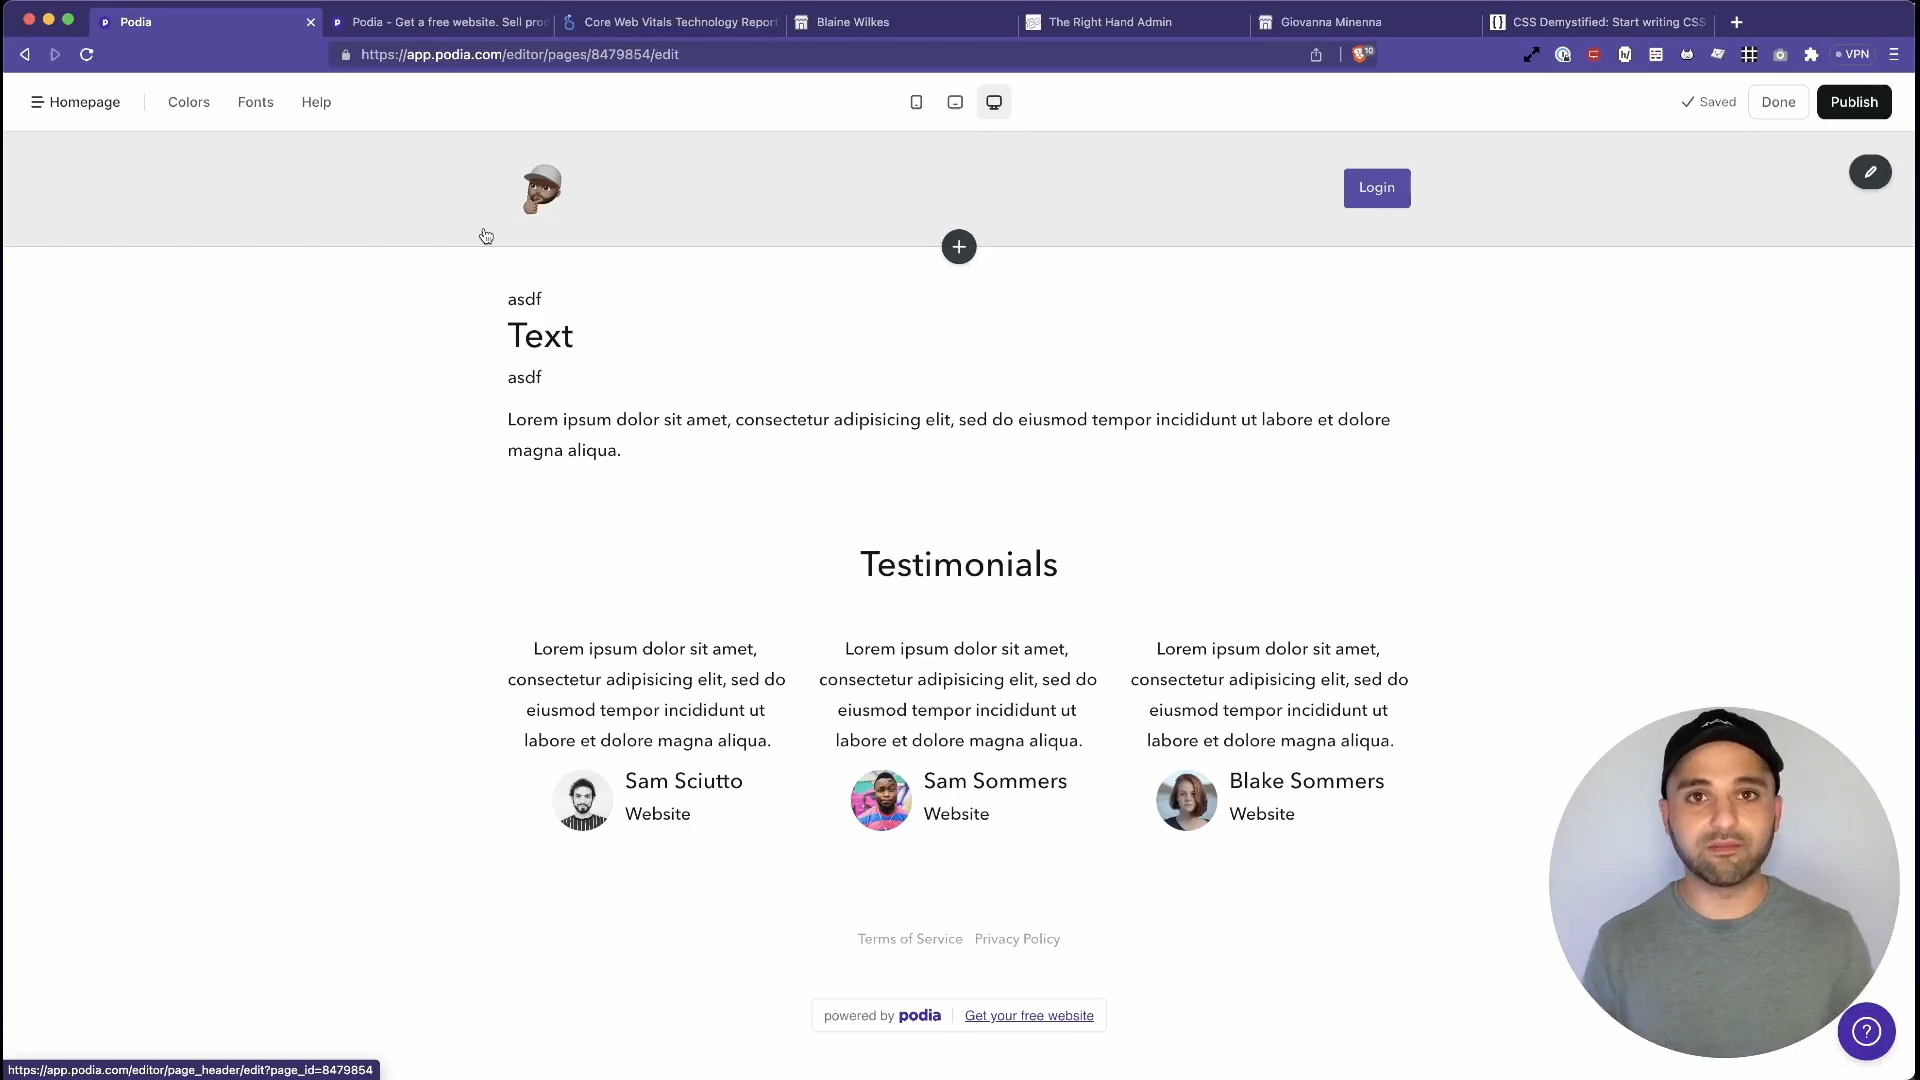 Podia
Podia - Get a free website. Sell prod
Core Web Vitals Technology Report
Blaine Wilkes
The Right Hand Admin
Giovanna Minenna
CSS Demystified: Start writing CSS
https://app.podia.com/editor/pages/8479854/edit
10
VPN
Homepage
Colors
Fonts
Help
Saved
Done
Publish
Login
asdf
Text
asdf
Lorem ipsum dolor sit amet, consectetur adipisicing elit, sed do eiusmod tempor incididunt ut labore et dolore
magna aliqua.
Testimonials
Lorem ipsum dolor sit amet,
consectetur adipisicing elit, sed do
eiusmod tempor incididunt ut
labore et dolore magna aliqua.
Sam Sciutto
Website
Lorem ipsum dolor sit amet,
consectetur adipisicing elit, sed do
eiusmod tempor incididunt ut
labore et dolore magna aliqua.
Sam Sommers
Website
Lorem ipsum dolor sit amet,
consectetur adipisicing elit, sed do
eiusmod tempor incididunt ut
labore et dolore magna aliqua.
Blake Sommers
Website
Terms of Service Privacy Policy
powered by podia Get your free website
https://app.podia.com/editor/page_header/edit?page_id=8479854